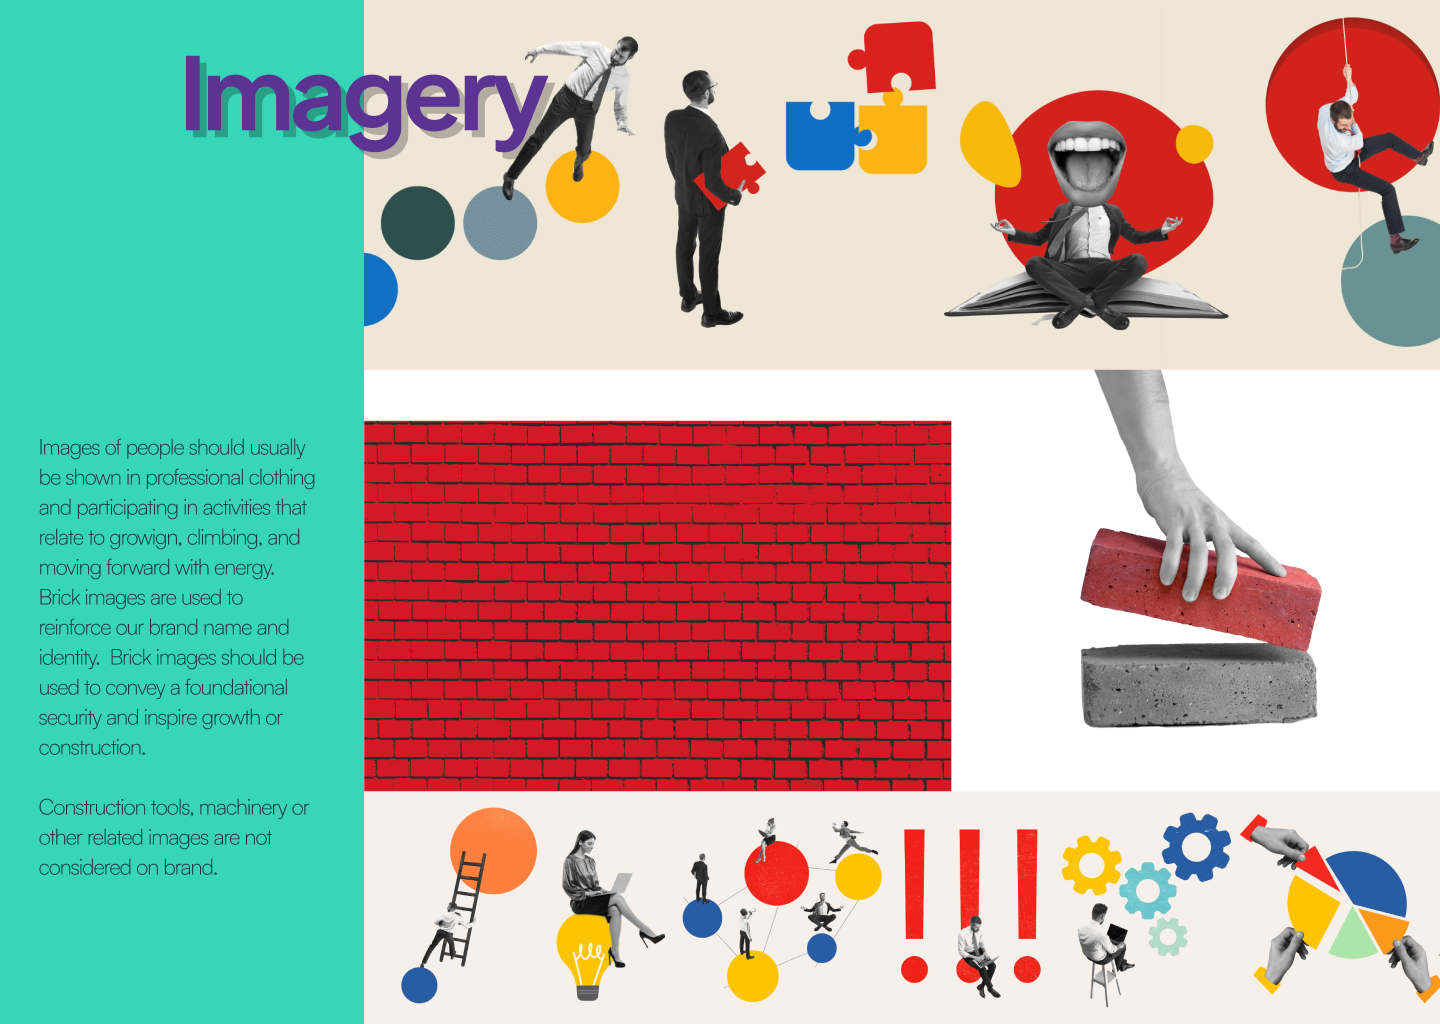 Imagery
Images of people should usually
be shown in professional clothing
and participating in activities that
relate to growign, climbing, and
moving forward with energy.
Brick images are used to
reinforce our brand name and
identity.  Brick images should be
used to convey a foundational
security and inspire growth or
construction.
Construction tools, machinery or
other related images are not
considered on brand.